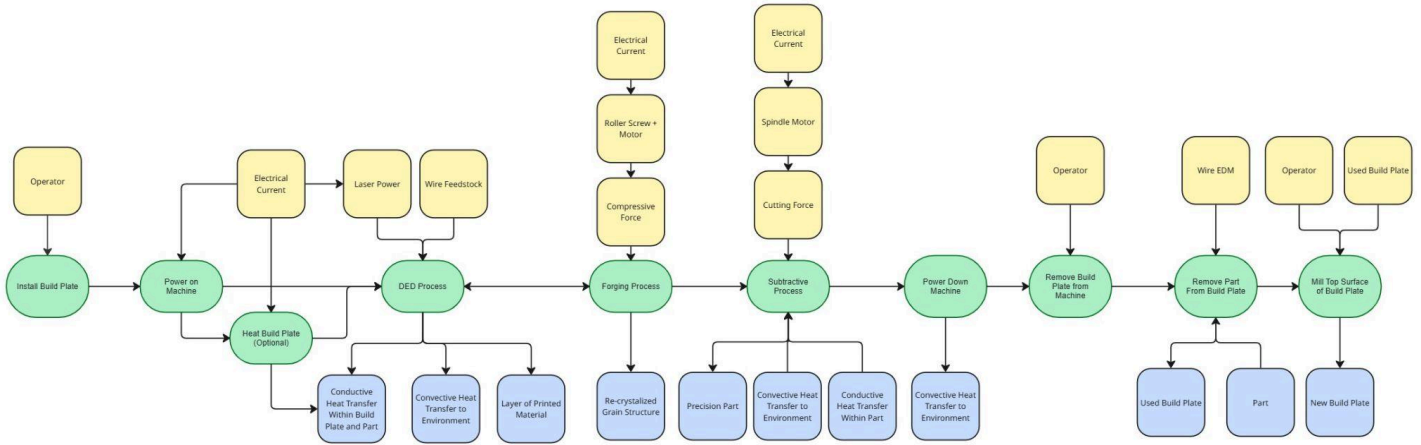 Electrical
Current
Electrical
Current
Roller Screw +
Motor
Spindle Motor
Operator
Electrical
Current
Laser Power
Wire Feedstock
Compressive
Force
Cutting Force
Operator
Wire EDM
Operator
Used Build Plate
Install Build Plate
Power on
Machine
DED Process
Forging Process
Subtractive
Process
Power Down
Machine
Remove Build
Plate from
Machine
Remove Part
From Build Plate
Mill Top Surface
of Build Plate
Heat Build Plate
(Optional)
Conductive
Heat Transfer
Within Build
Plate and Part
Convective Heat
Transfer to
Environment
Layer of Printed
Material
Re-crystalized
Grain Structure
Precision Part
Convective Heat
Transfer to
Environment
Conductive
Heat Transfer
Within Part
Convective Heat
Transfer to
Environment
Used Build Plate
Part
New Build Plate